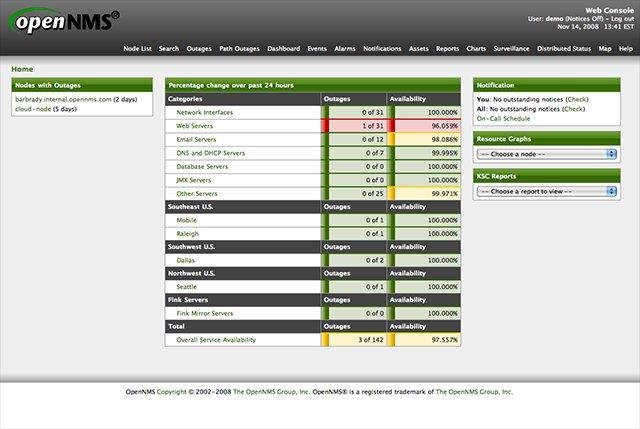 openNMS®
Web Console
User: demo (Notices Off) - Log out
Nov 14, 2008   13:41 EST
Node List Search Outages Path Outages Dashboard Events Alarms Notifications Assets Reports Charts Surveillance Distributed Status Map Help
Home
Nodes with Outages
barbrady.internal.opennms.com (2 days)
cloud-node (5 days)
Percentage change over past 24 hours
Categories Outages Availability
Network Interfaces 0 of 31 100.000%
Web Servers 1 of 31 96.059%
Email Servers 0 of 12 98.086%
DNS and DHCP Servers 0 of 7 99.995%
Database Servers 0 of 0 100.000%
JMX Servers 0 of 0 100.000%
Other Servers 0 of 25 99.971%
Southeast U.S. Outages Availability
Mobile 0 of 1 100.000%
Raleigh 0 of 1 100.000%
Southwest U.S. Outages Availability
Dallas 0 of 2 100.000%
Northwest U.S. Outages Availability
Seattle 0 of 1 100.000%
Fink Servers Outages Availability
Fink Mirror Servers 0 of 0 100.000%
Total Outages Availability
Overall Service Availability 3 of 142 97.557%
Notification
You: No outstanding notices (Check)
All: No outstanding notices (Check)
On-Call Schedule
Resource Graphs
-- Choose a node --
KSC Reports
-- Choose a report to view --
OpenNMS Copyright © 2002-2008 The OpenNMS Group, Inc. OpenNMS® is a registered trademark of The OpenNMS Group, Inc.